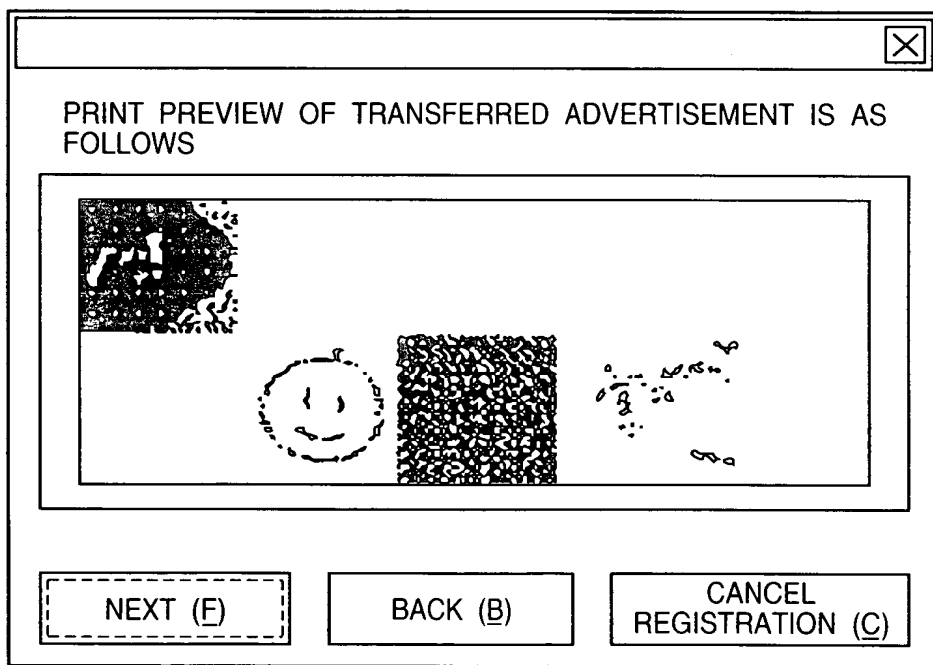 PRINT PREVIEW OF TRANSFERRED ADVERTISEMENT IS AS
FOLLOWS
NEXT (F)
BACK (B)
CANCEL
REGISTRATION (C)